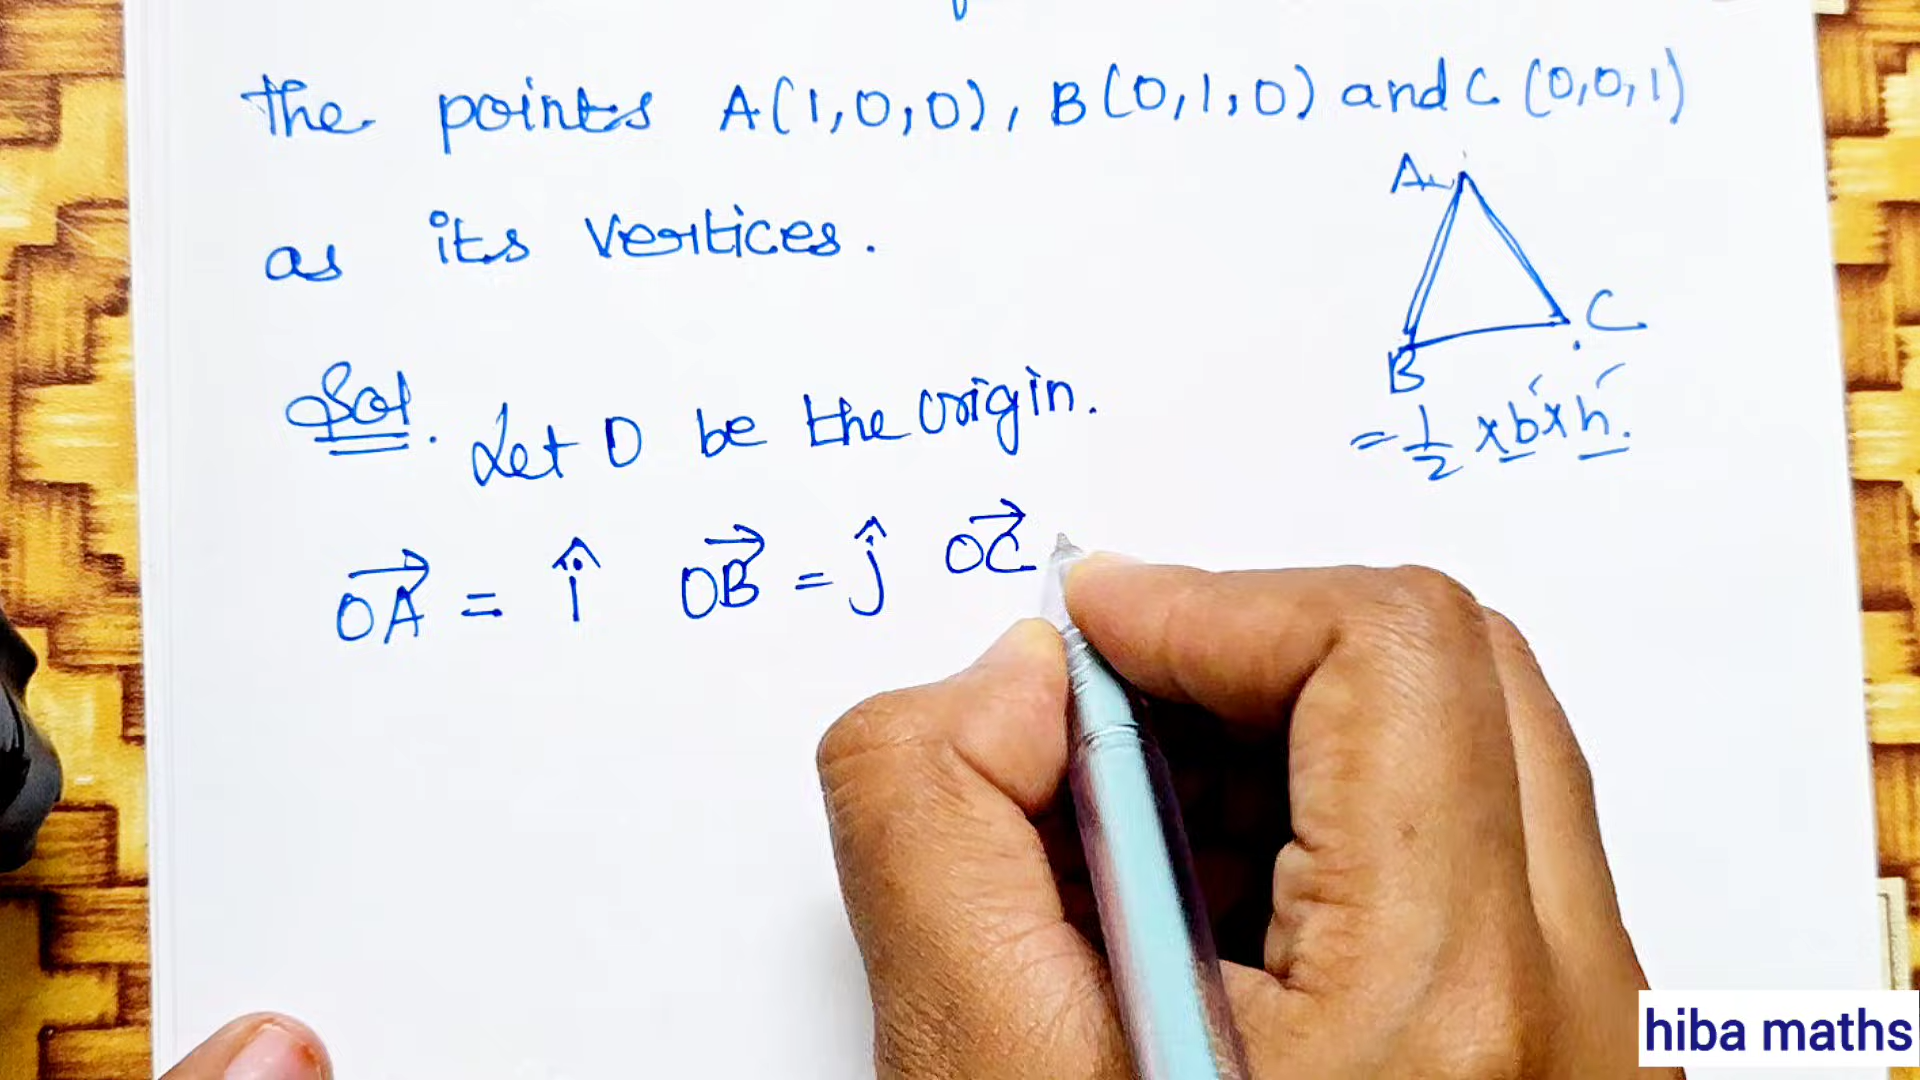 the points A(1,0,0), B(0,1,0) and C (0,0,1)
as its vertices.
A
B
C
= 1/2 × b × h.
Sol. Let O be the origin.
OA⃗ = î OB⃗ = ĵ OC⃗
hiba maths